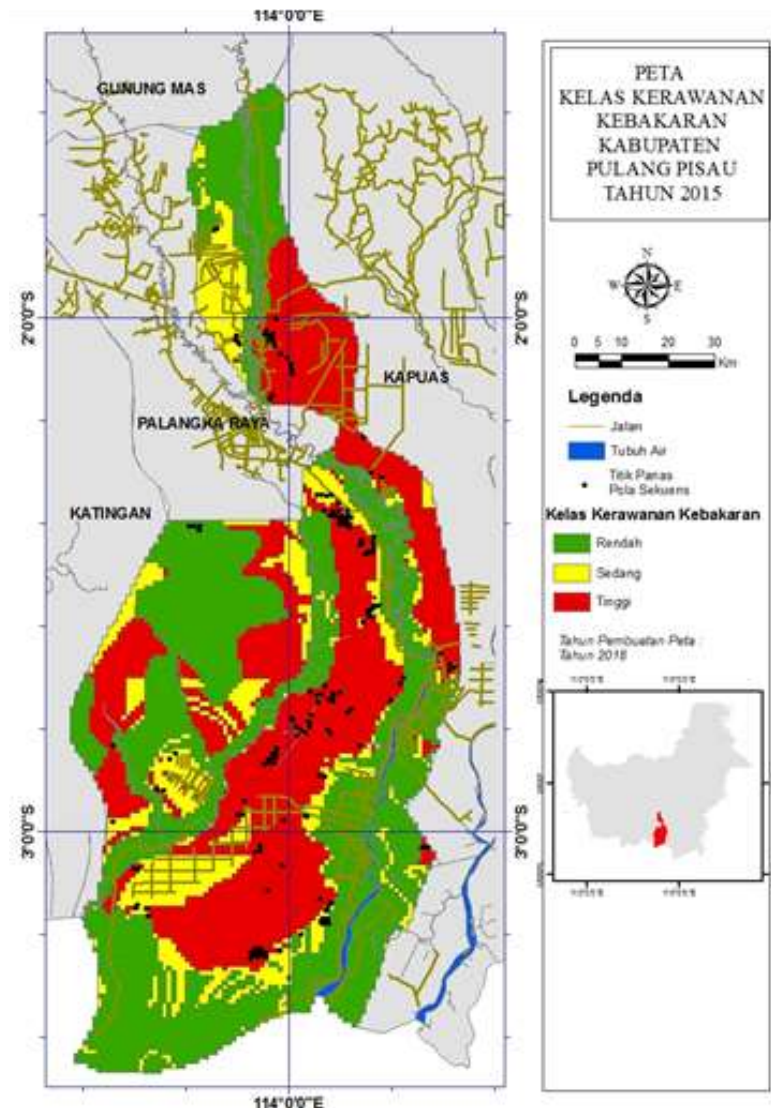 114°0'0"E
GUNUNG MAS
2°0'0"S
2°0'0"S
KAPUAS
PALANGKA RAYA
KATINGAN
3°0'0"S
3°0'0"S
114°0'0"E
PETA
KELAS KERAWANAN
KEBAKARAN
KABUPATEN
PULANG PISAU
TAHUN 2015
N
W E
S
0 5 10 20 30
Km
Legenda
Jalan
Tubuh Air
Titik Panas
Pola Sekuens
Kelas Kerawanan Kebakaran
Rendah
Sedang
Tinggi
Tahun Pembuatan Peta :
Tahun 2018